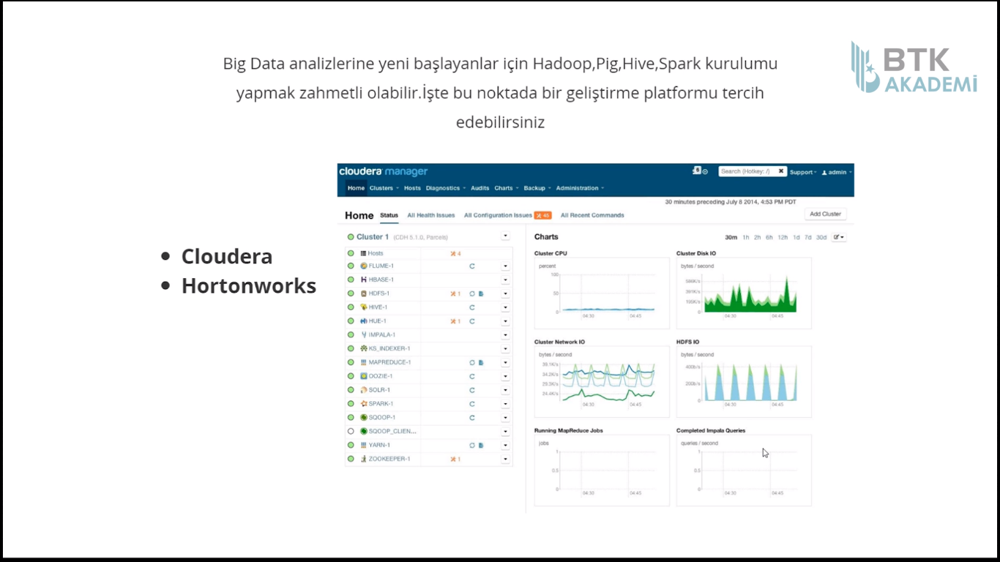 Big Data analizlerine yeni başlayanlar için Hadoop,Pig,Hive,Spark kurulumu
yapmak zahmetli olabilir.İşte bu noktada bir geliştirme platformu tercih
edebilirsiniz
BTK
AKADEMİ
Cloudera
Hortonworks
cloudera manager
6
Search (Hotkey: /)
Support
admin
Home Clusters Hosts Diagnostics Audits Charts Backup Administration
30 minutes preceding July 8 2014, 4:53 PM PDT
Home Status All Health Issues All Configuration Issues 45 All Recent Commands
Add Cluster
Cluster 1 (CDH 5.1.0, Parcels)
Hosts 4
FLUME-1
HBASE-1
HDFS-1 1
HIVE-1
HUE-1 1
IMPALA-1
KS_INDEXER-1
MAPREDUCE-1
OOZIE-1
SOLR-1
SPARK-1
SQOOP-1
SQOOP_CLIEN...
YARN-1
ZOOKEEPER-1 1
Charts
30m 1h 2h 6h 12h 1d 7d 30d
Cluster CPU
percent
100
50
0
04:30 04:45
Cluster Disk IO
bytes / second
586K/s
391K/s
195K/s
0
04:30 04:45
Cluster Network IO
bytes / second
39.1K/s
34.2K/s
29.3K/s
24.4K/s
04:30 04:45
HDFS IO
bytes / second
400b/s
200b/s
0
04:30 04:45
Running MapReduce Jobs
jobs
1
0.5
0
04:30 04:45
Completed Impala Queries
queries / second
1
0.5
0
04:30 04:45